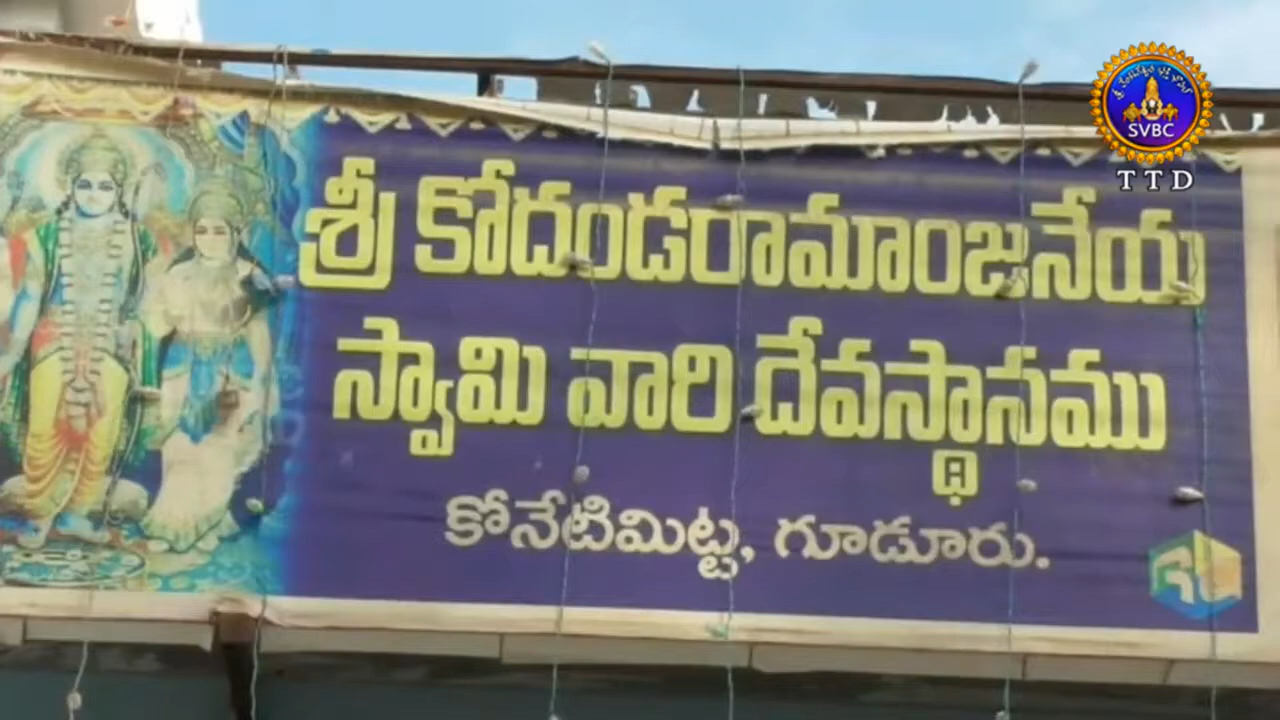 శ్రీ కోదండరామాంజనేయ
స్వామి వారి దేవస్థానము
కోనేటిమిట్ట, గూడూరు.
SVBC
TTD